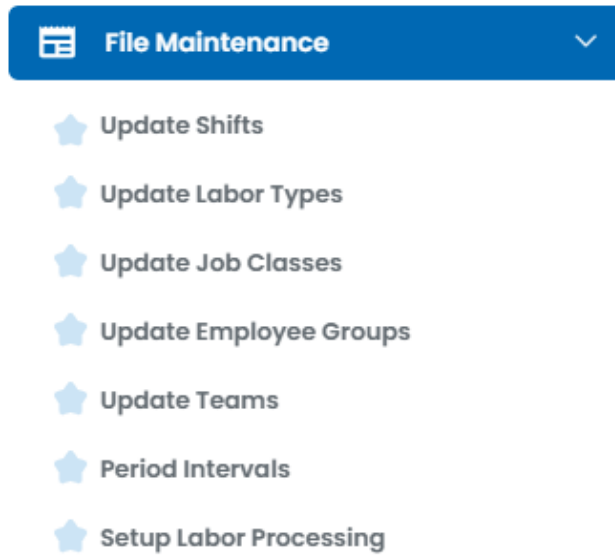 File Maintenance
Update Shifts
Update Labor Types
Update Job Classes
Update Employee Groups
Update Teams
Period Intervals
Setup Labor Processing